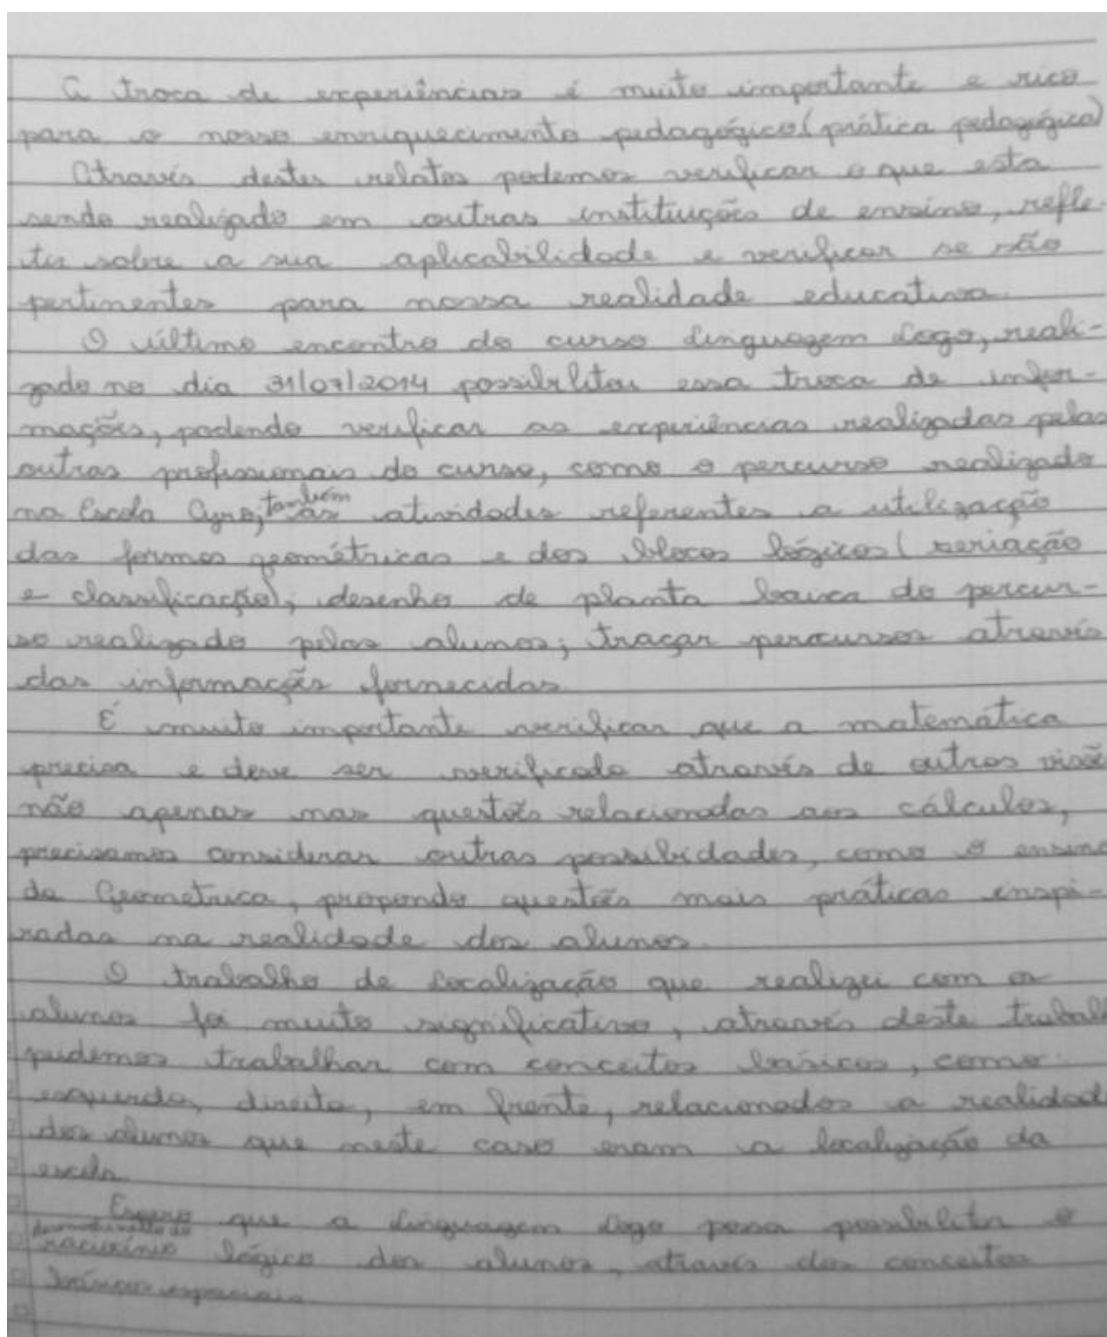 A troca de experiências é muito importante e rico
para o nosso enriquecimento pedagógico (prática pedagógica)
Através destes relatos podemos verificar o que esta
sendo realizado em outras instituições de ensino, refle-
tir sobre a sua aplicabilidade e verificar se são
pertinentes para nossa realidade educativa.
O último encontro do curso linguagem Logo, reali-
zado no dia 31/07/2014 possibilitou essa troca de infor-
mações, podendo verificar as experiências realizadas pelas
outras profissionais do curso, como o percurso realizado
na Escola Cyro, também as atividades referentes a utilização
das formas geométricas e dos blocos lógicos (seriação
e classificação); desenho de planta baixa do percur-
so realizado pelos alunos; traçar percursos através
das informações fornecidas.
É muito importante verificar que a matemática
precisa e deve ser verificada através de outras visõe
não apenas nas questões relacionadas aos cálculos,
precisamos considerar outras possibilidades, como o ensino
da Geometrica, propondo questões mais práticas inspi-
radas na realidade dos alunos.
O trabalho de localização que realizei com os
alunos foi muito significativo, através deste trabalh
pudemos trabalhar com conceitos básicos, como:
esquerda, direita, em frente, relacionados a realidad
dos alunos que neste caso eram a localização da
escola.
Espero que a linguagem Logo possa possibilitar o
desenvolvimento do
raciocínio lógico dos alunos, através dos conceitos
básicos espaciais.